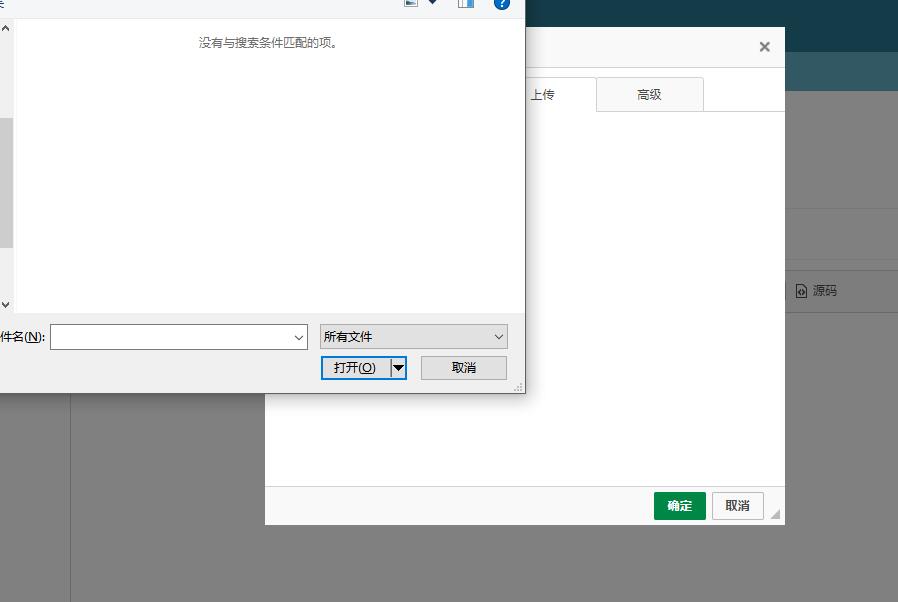 没有与搜索条件匹配的项。
上传
高级
源码
件名(N):
所有文件
打开(O)
取消
确定
取消